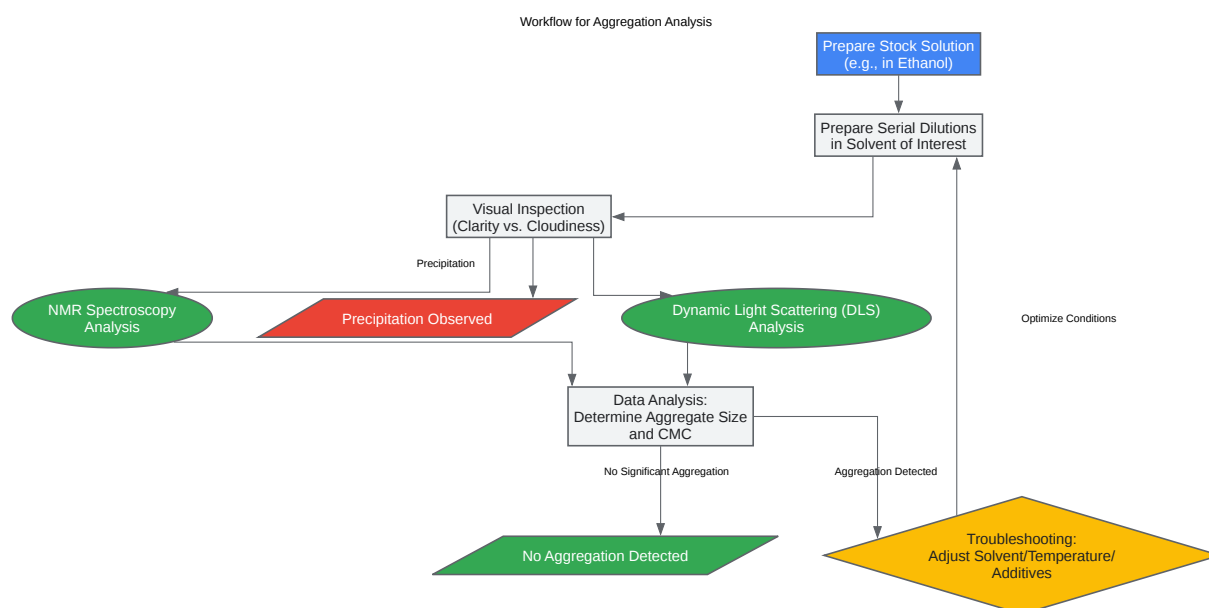 Workflow for Aggregation Analysis
Prepare Stock Solution
(e.g., in Ethanol)
Prepare Serial Dilutions
in Solvent of Interest
Visual Inspection
(Clarity vs. Cloudiness)
Precipitation
NMR Spectroscopy
Analysis
Precipitation Observed
Dynamic Light Scattering (DLS)
Analysis
Optimize Conditions
Data Analysis:
Determine Aggregate Size
and CMC
No Significant Aggregation
Aggregation Detected
No Aggregation Detected
Troubleshooting:
Adjust Solvent/Temperature/
Additives